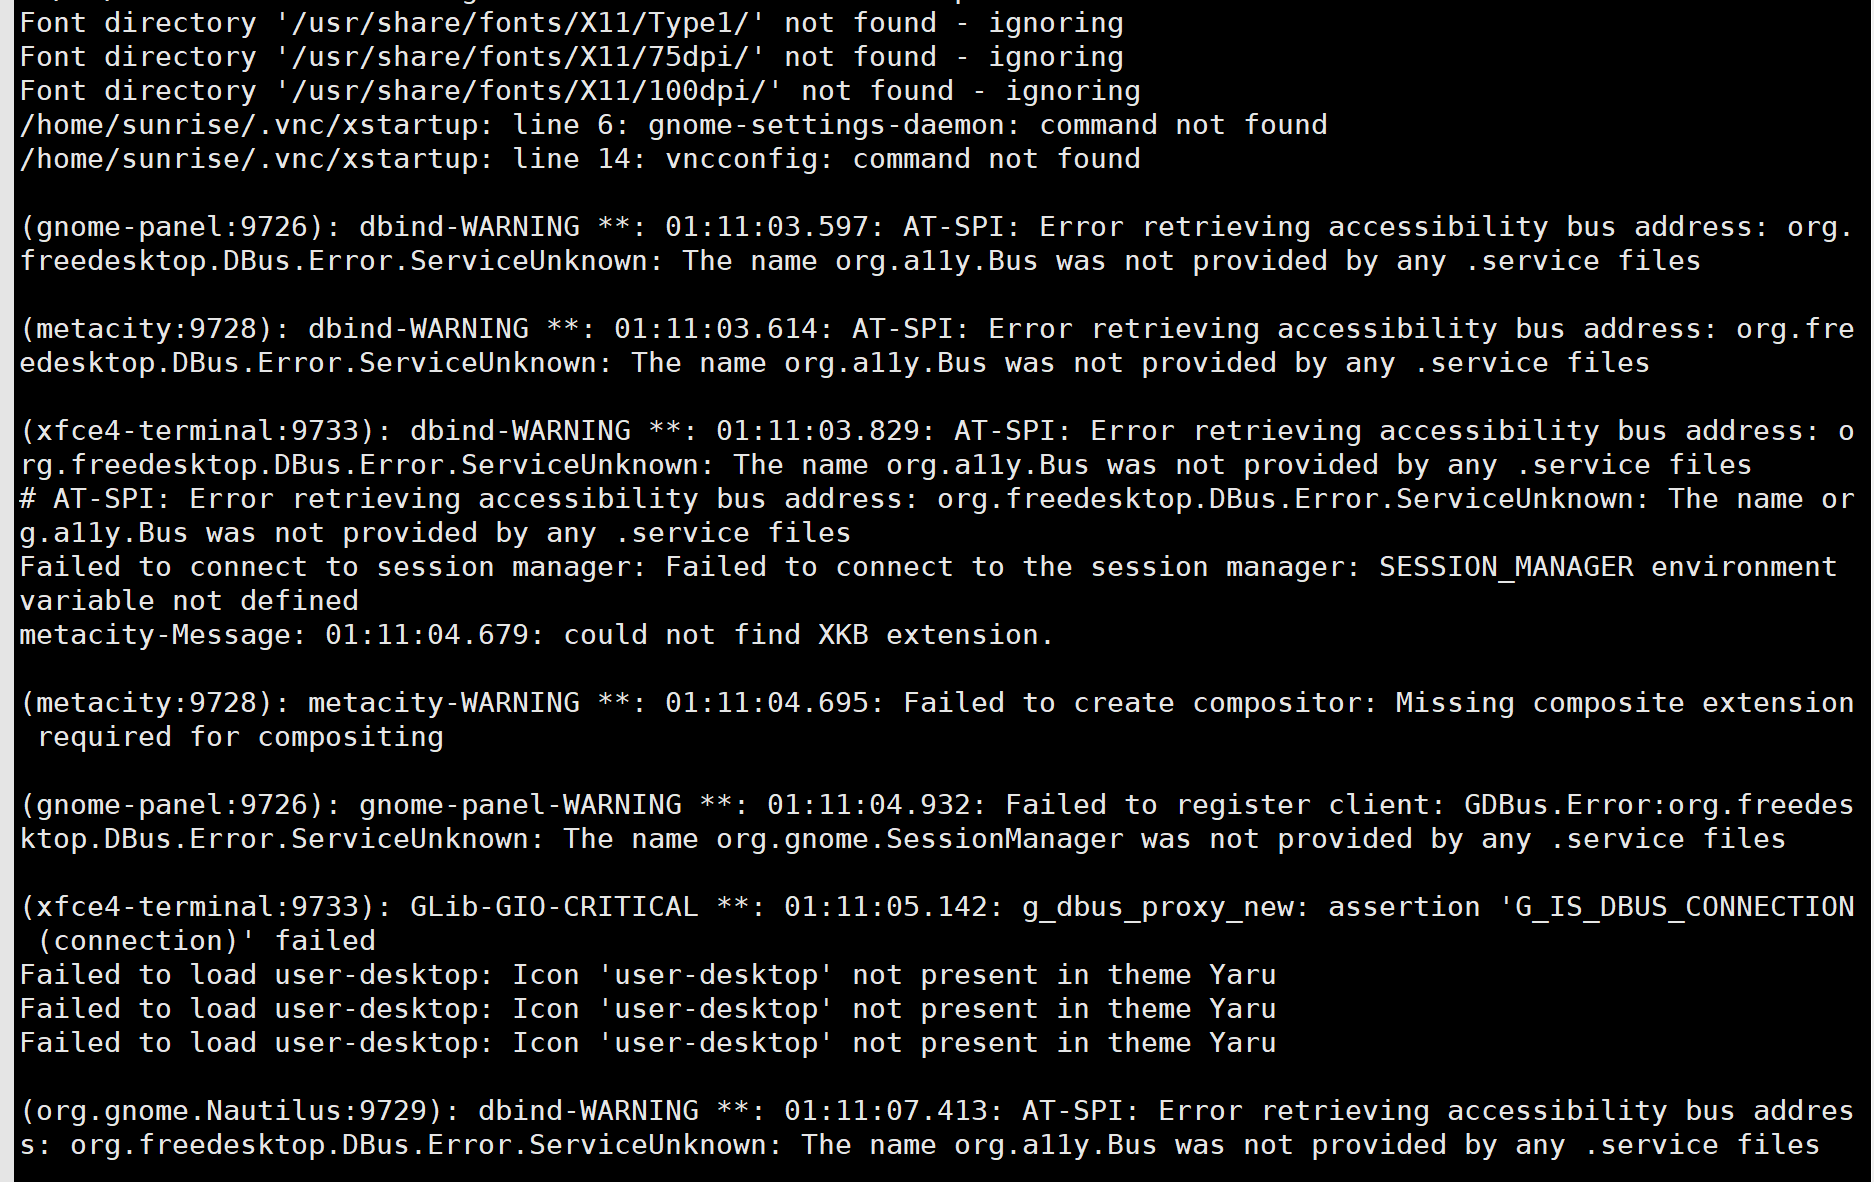 Font directory '/usr/share/fonts/X11/Type1/' not found - ignoring
Font directory '/usr/share/fonts/X11/75dpi/' not found - ignoring
Font directory '/usr/share/fonts/X11/100dpi/' not found - ignoring
/home/sunrise/.vnc/xstartup: line 6: gnome-settings-daemon: command not found
/home/sunrise/.vnc/xstartup: line 14: vncconfig: command not found
(gnome-panel:9726): dbind-WARNING **: 01:11:03.597: AT-SPI: Error retrieving accessibility bus address: org.
freedesktop.DBus.Error.ServiceUnknown: The name org.a11y.Bus was not provided by any .service files
(metacity:9728): dbind-WARNING **: 01:11:03.614: AT-SPI: Error retrieving accessibility bus address: org.fre
edesktop.DBus.Error.ServiceUnknown: The name org.a11y.Bus was not provided by any .service files
(xfce4-terminal:9733): dbind-WARNING **: 01:11:03.829: AT-SPI: Error retrieving accessibility bus address: o
rg.freedesktop.DBus.Error.ServiceUnknown: The name org.a11y.Bus was not provided by any .service files
# AT-SPI: Error retrieving accessibility bus address: org.freedesktop.DBus.Error.ServiceUnknown: The name or
g.a11y.Bus was not provided by any .service files
Failed to connect to session manager: Failed to connect to the session manager: SESSION_MANAGER environment
variable not defined
metacity-Message: 01:11:04.679: could not find XKB extension.
(metacity:9728): metacity-WARNING **: 01:11:04.695: Failed to create compositor: Missing composite extension
 required for compositing
(gnome-panel:9726): gnome-panel-WARNING **: 01:11:04.932: Failed to register client: GDBus.Error:org.freedes
ktop.DBus.Error.ServiceUnknown: The name org.gnome.SessionManager was not provided by any .service files
(xfce4-terminal:9733): GLib-GIO-CRITICAL **: 01:11:05.142: g_dbus_proxy_new: assertion 'G_IS_DBUS_CONNECTION
 (connection)' failed
Failed to load user-desktop: Icon 'user-desktop' not present in theme Yaru
Failed to load user-desktop: Icon 'user-desktop' not present in theme Yaru
Failed to load user-desktop: Icon 'user-desktop' not present in theme Yaru
(org.gnome.Nautilus:9729): dbind-WARNING **: 01:11:07.413: AT-SPI: Error retrieving accessibility bus addres
s: org.freedesktop.DBus.Error.ServiceUnknown: The name org.a11y.Bus was not provided by any .service files